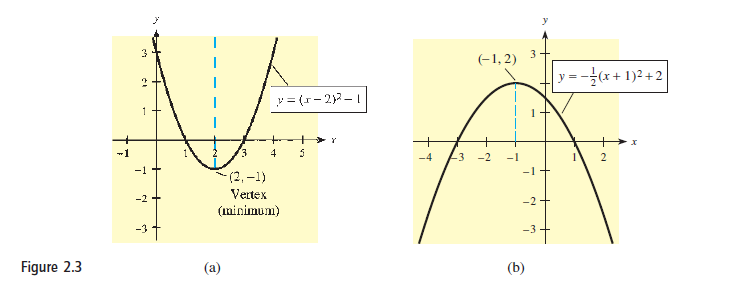 y
3
2
1
y = (x – 2)² – 1
x
-1
1
2
3
4
5
–1
(2, –1)
Vertex
–2
(minimum)
–3
y
(–1, 2)
3
y = –½(x + 1)² + 2
1
x
–4
–3
–2
–1
1
2
–1
–2
–3
Figure 2.3
(a)
(b)